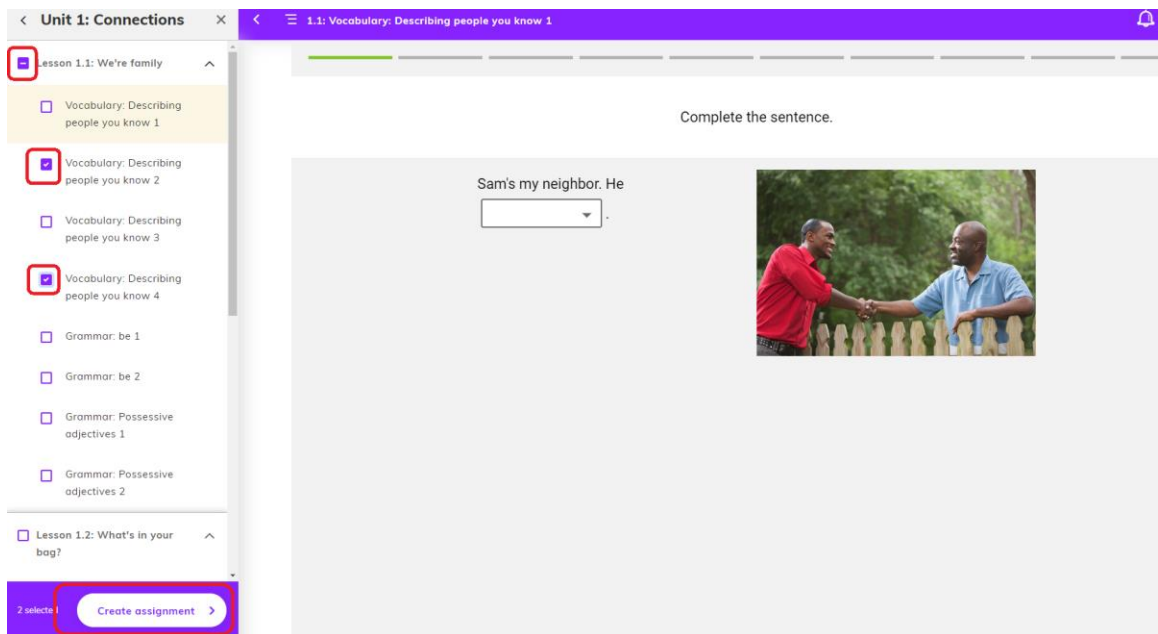 Unit 1: Connections
1.1: Vocabulary: Describing people you know 1
Lesson 1.1: We're family
Vocabulary: Describing
people you know 1
Vocabulary: Describing
people you know 2
Vocabulary: Describing
people you know 3
Vocabulary: Describing
people you know 4
Grammar: be 1
Grammar: be 2
Grammar: Possessive
adjectives 1
Grammar: Possessive
adjectives 2
Lesson 1.2: What's in your
bag?
2 selected
Create assignment
Complete the sentence.
Sam's my neighbor. He
.